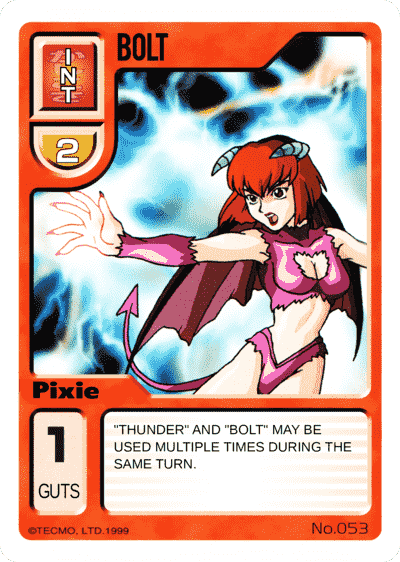 BOLT
INT
2
Pixie
1
GUTS
"THUNDER" AND "BOLT" MAY BE
USED MULTIPLE TIMES DURING THE
SAME TURN.
©TECMO, LTD.1999
No.053